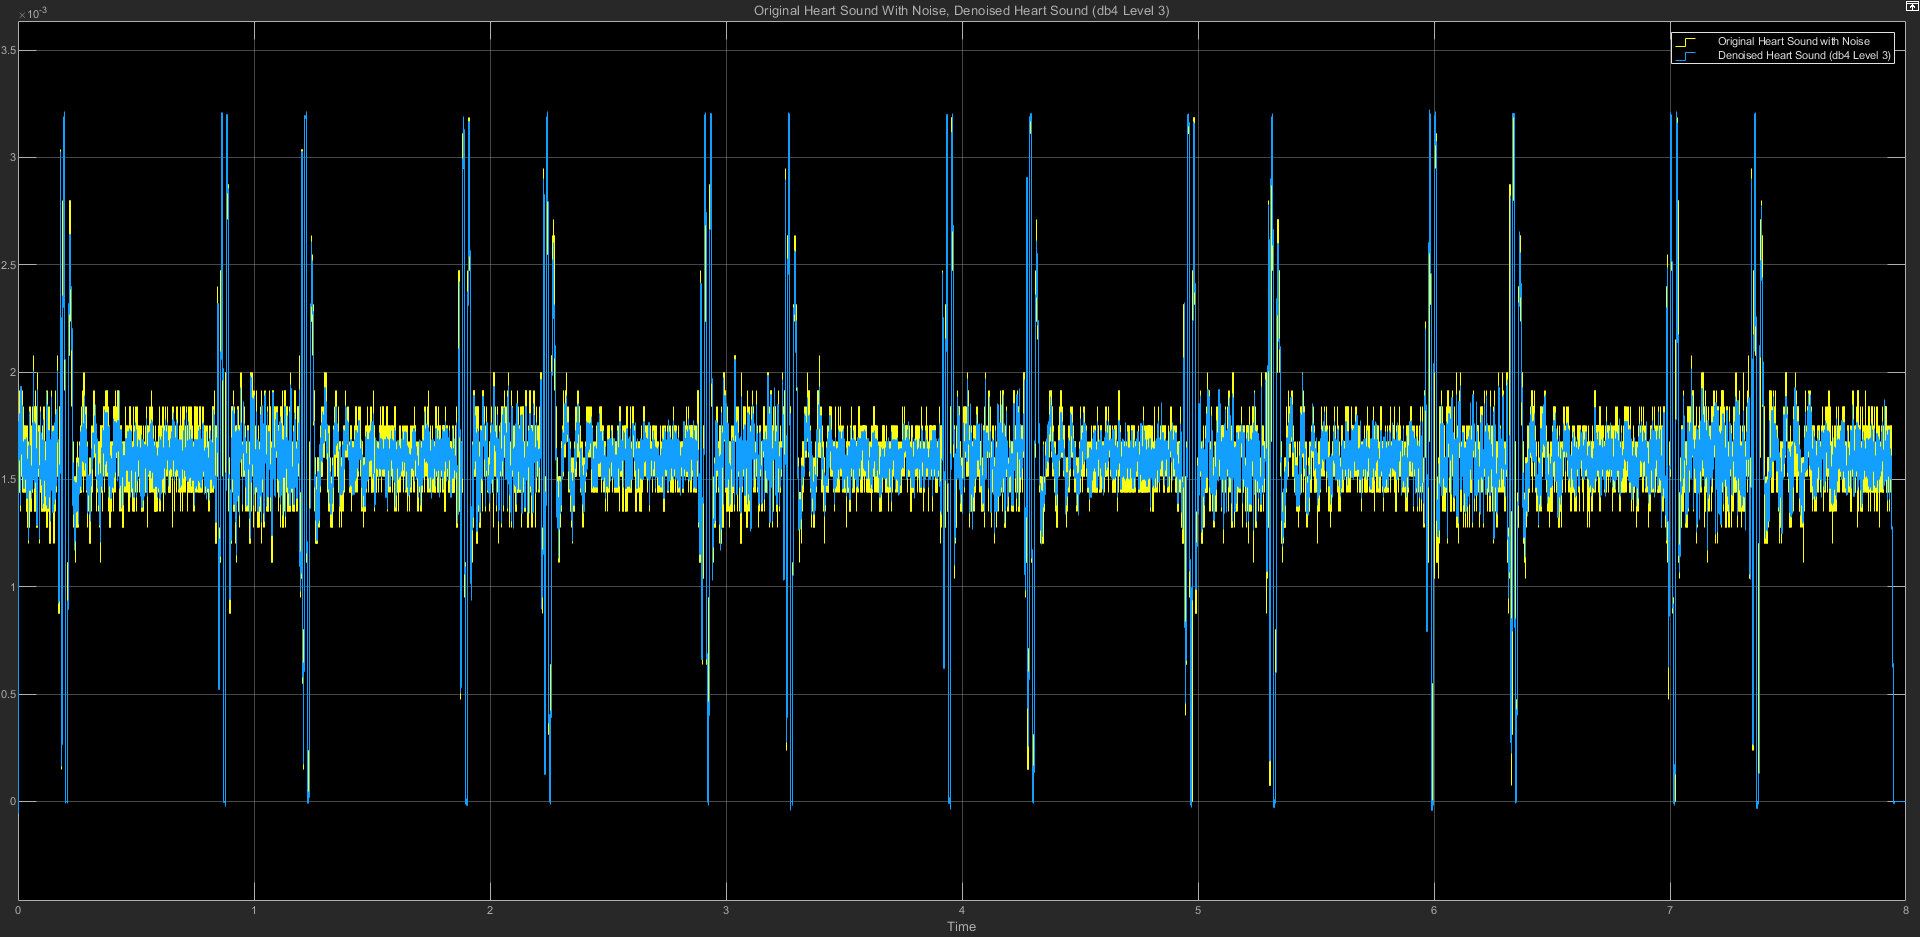 Original Heart Sound With Noise, Denoised Heart Sound (db4 Level 3)
×10⁻³
Original Heart Sound with Noise
Denoised Heart Sound (db4 Level 3)
3.5
3
2.5
2
1.5
1
0.5
0
0 1 2 3 4 5 6 7 8
Time